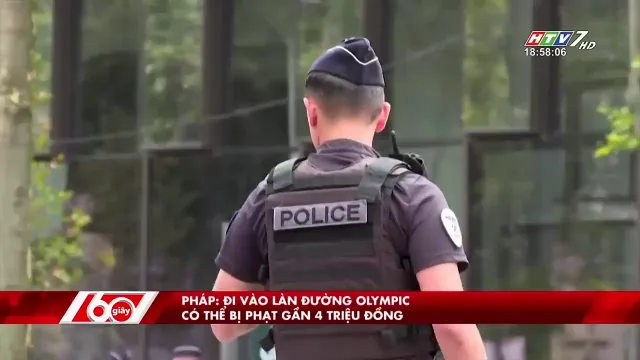 HTV7 HD
18:58:06
POLICE
60 giây
PHÁP: ĐI VÀO LÀN ĐƯỜNG OLYMPIC
CÓ THỂ BỊ PHẠT GẦN 4 TRIỆU ĐỒNG